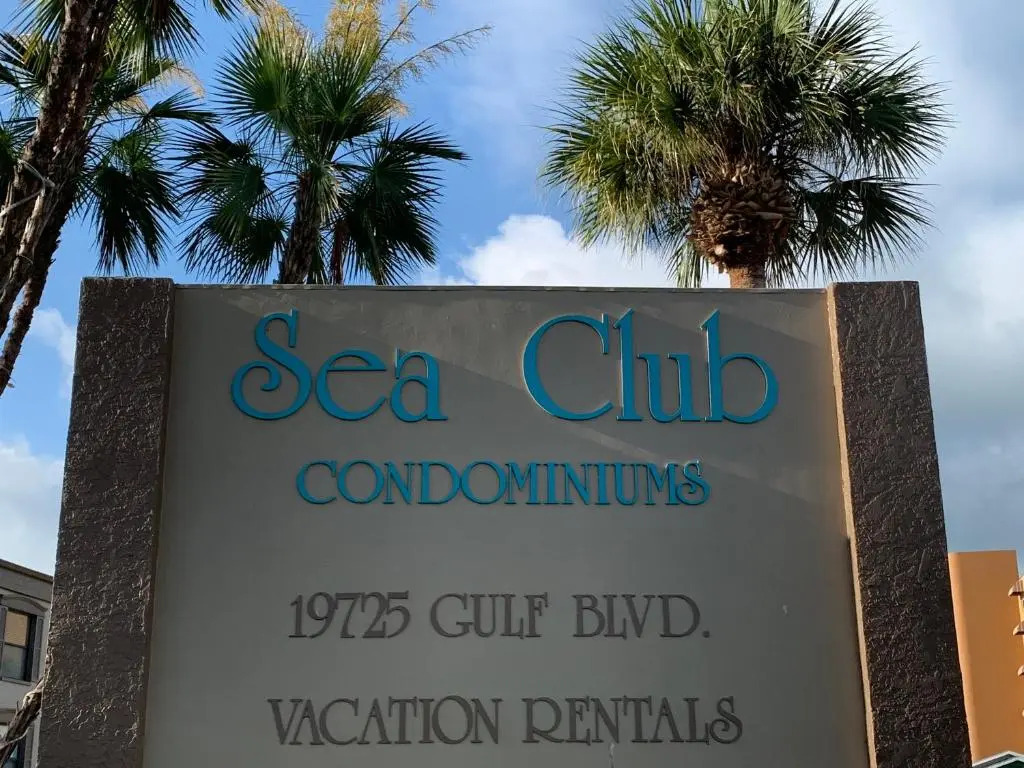 Sea Club
CONDOMINIUMS
19725 GULF BLVD.
VACATION RENTALS